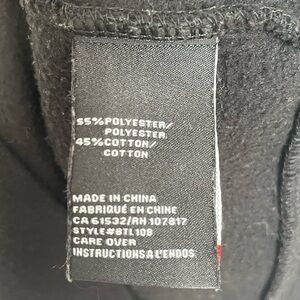 55%POLYESTER/
POLYESTER
45%COTTON/
COTTON
MADE IN CHINA
FABRIQUÉ EN CHINE
CA 61532/RN 107817
STYLE#BTL108
CARE OVER
INSTRUCTIONS A L'ENDOS